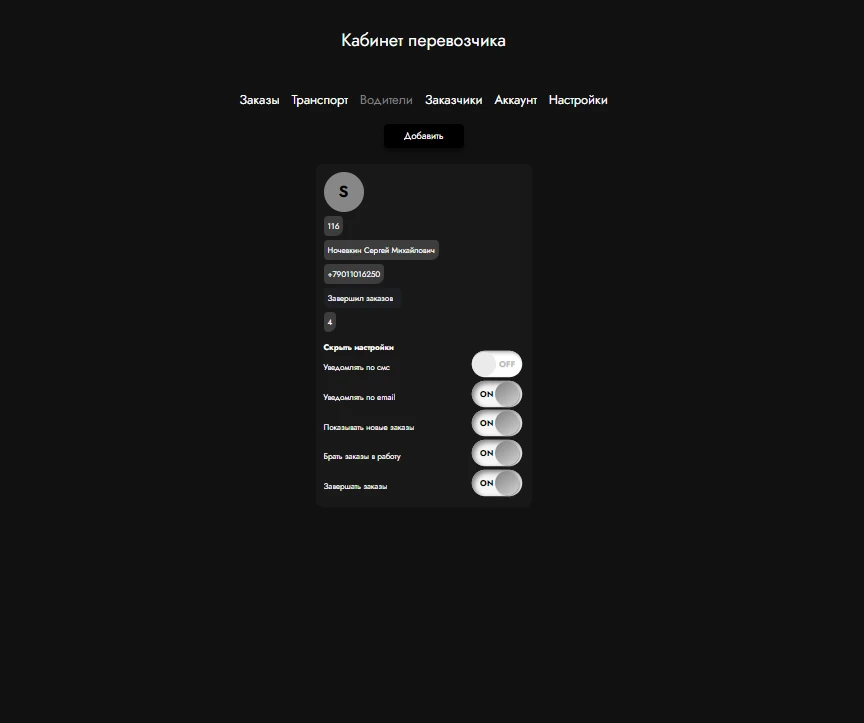 Кабинет перевозчика
Заказы Транспорт Водители Заказчики Аккаунт Настройки
Добавить
S
116
Ночевкин Сергей Михайлович
+79011016250
Завершил заказов
4
Скрыть настройки
Уведомлять по смс OFF
Уведомлять по email ON
Показывать новые заказы ON
Брать заказы в работу ON
Завершать заказы ON